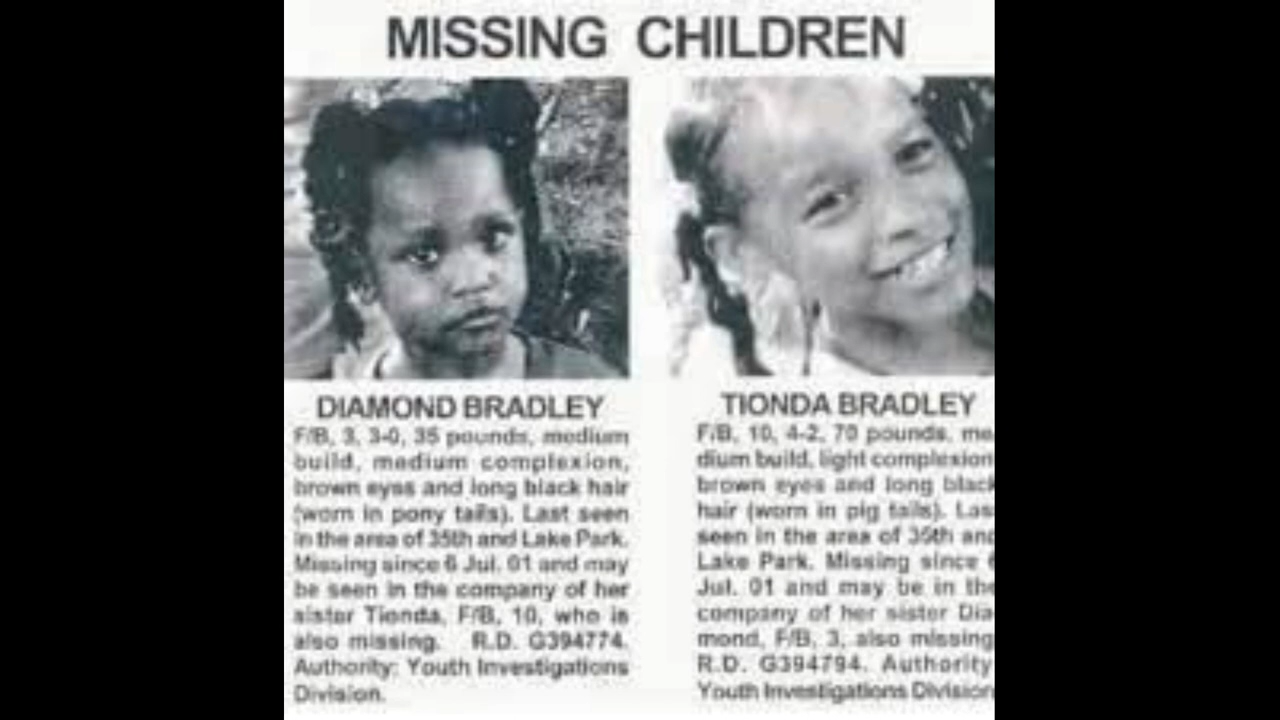 MISSING CHILDREN
DIAMOND BRADLEY
F/B, 3, 3-0, 35 pounds, medium
build, medium complexion,
brown eyes and long black hair
(worn in pony tails). Last seen
in the area of 35th and Lake Park.
Missing since 6 Jul. 01 and may
be seen in the company of her
sister Tionda, F/B, 10, who is
also missing. R.D. G394774.
Authority: Youth Investigations
Division.
TIONDA BRADLEY
F/B, 10, 4-2, 70 pounds, me
dium build, light complexion
brown eyes and long black
hair (worn in pig tails). Las
seen in the area of 35th and
Lake Park. Missing since 6
Jul. 01 and may be in the
company of her sister Dia-
mond, F/B, 3, also missing
R.D. G394794. Authority
Youth Investigations Division